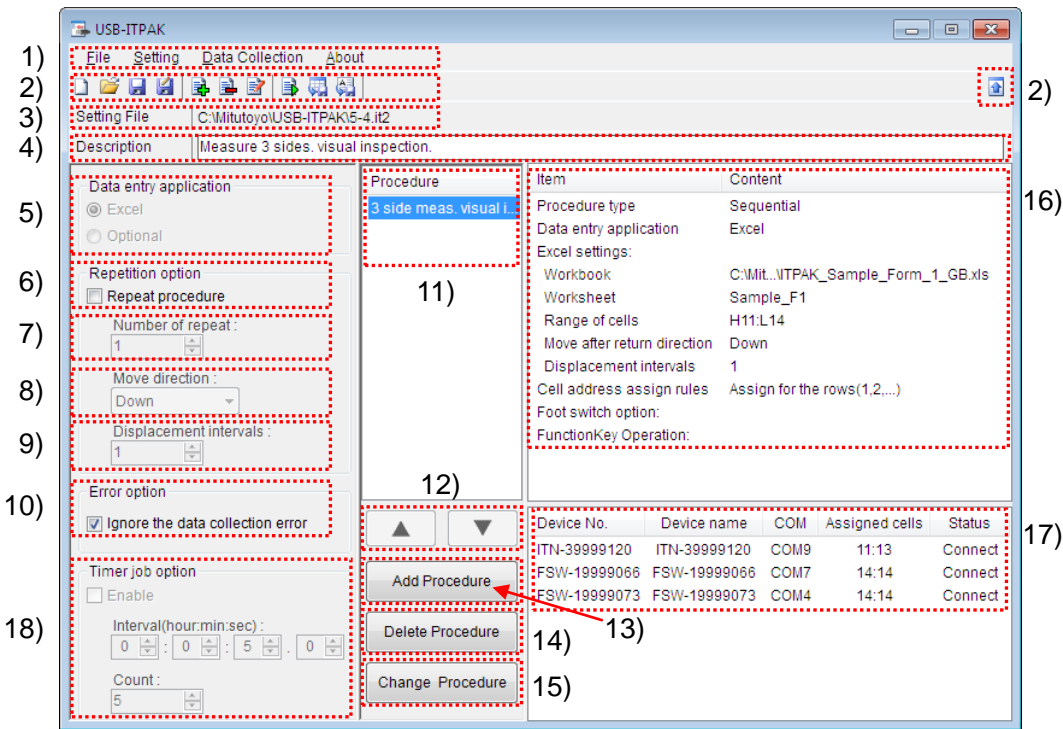 USB-ITPAK
1) File Setting Data Collection About
2) 2)
3) Setting File C:\Mitutoyo\USB-ITPAK\5-4.it2
4) Description Measure 3 sides. visual inspection.
Data entry application
5) Excel
Optional
Repetition option
6) Repeat procedure
Number of repeat :
7) 1
Move direction :
8) Down
Displacement intervals :
9) 1
Error option
10) Ignore the data collection error
Timer job option
Enable
18) Interval(hour:min:sec) :
0 : 0 : 5 . 0
Count :
5
Procedure
3 side meas. visual i...
11)
12)
Add Procedure
13)
Delete Procedure 14)
Change Procedure 15)
Item Content
16)
Procedure type Sequential
Data entry application Excel
Excel settings:
Workbook C:\Mit...\ITPAK_Sample_Form_1_GB.xls
Worksheet Sample_F1
Range of cells H11:L14
Move after return direction Down
Displacement intervals 1
Cell address assign rules Assign for the rows(1,2,...)
Foot switch option:
FunctionKey Operation:
Device No. Device name COM Assigned cells Status
17)
ITN-39999120 ITN-39999120 COM9 11:13 Connect
FSW-19999066 FSW-19999066 COM7 14:14 Connect
FSW-19999073 FSW-19999073 COM4 14:14 Connect